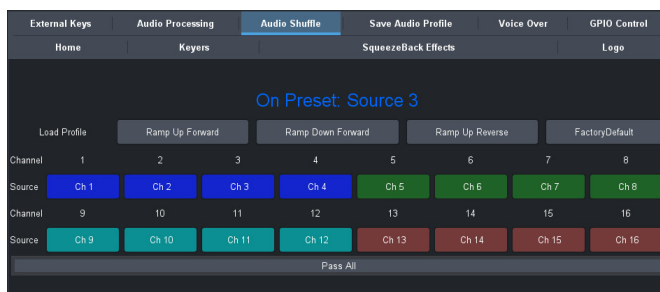 External Keys Audio Processing Audio Shuffle Save Audio Profile Voice Over GPIO Control
Home Keyers SqueezeBack Effects Logo
On Preset: Source 3
Load Profile Ramp Up Forward Ramp Down Forward Ramp Up Reverse FactoryDefault
Channel 1 2 3 4 5 6 7 8
Source Ch 1 Ch 2 Ch 3 Ch 4 Ch 5 Ch 6 Ch 7 Ch 8
Channel 9 10 11 12 13 14 15 16
Source Ch 9 Ch 10 Ch 11 Ch 12 Ch 13 Ch 14 Ch 15 Ch 16
Pass All